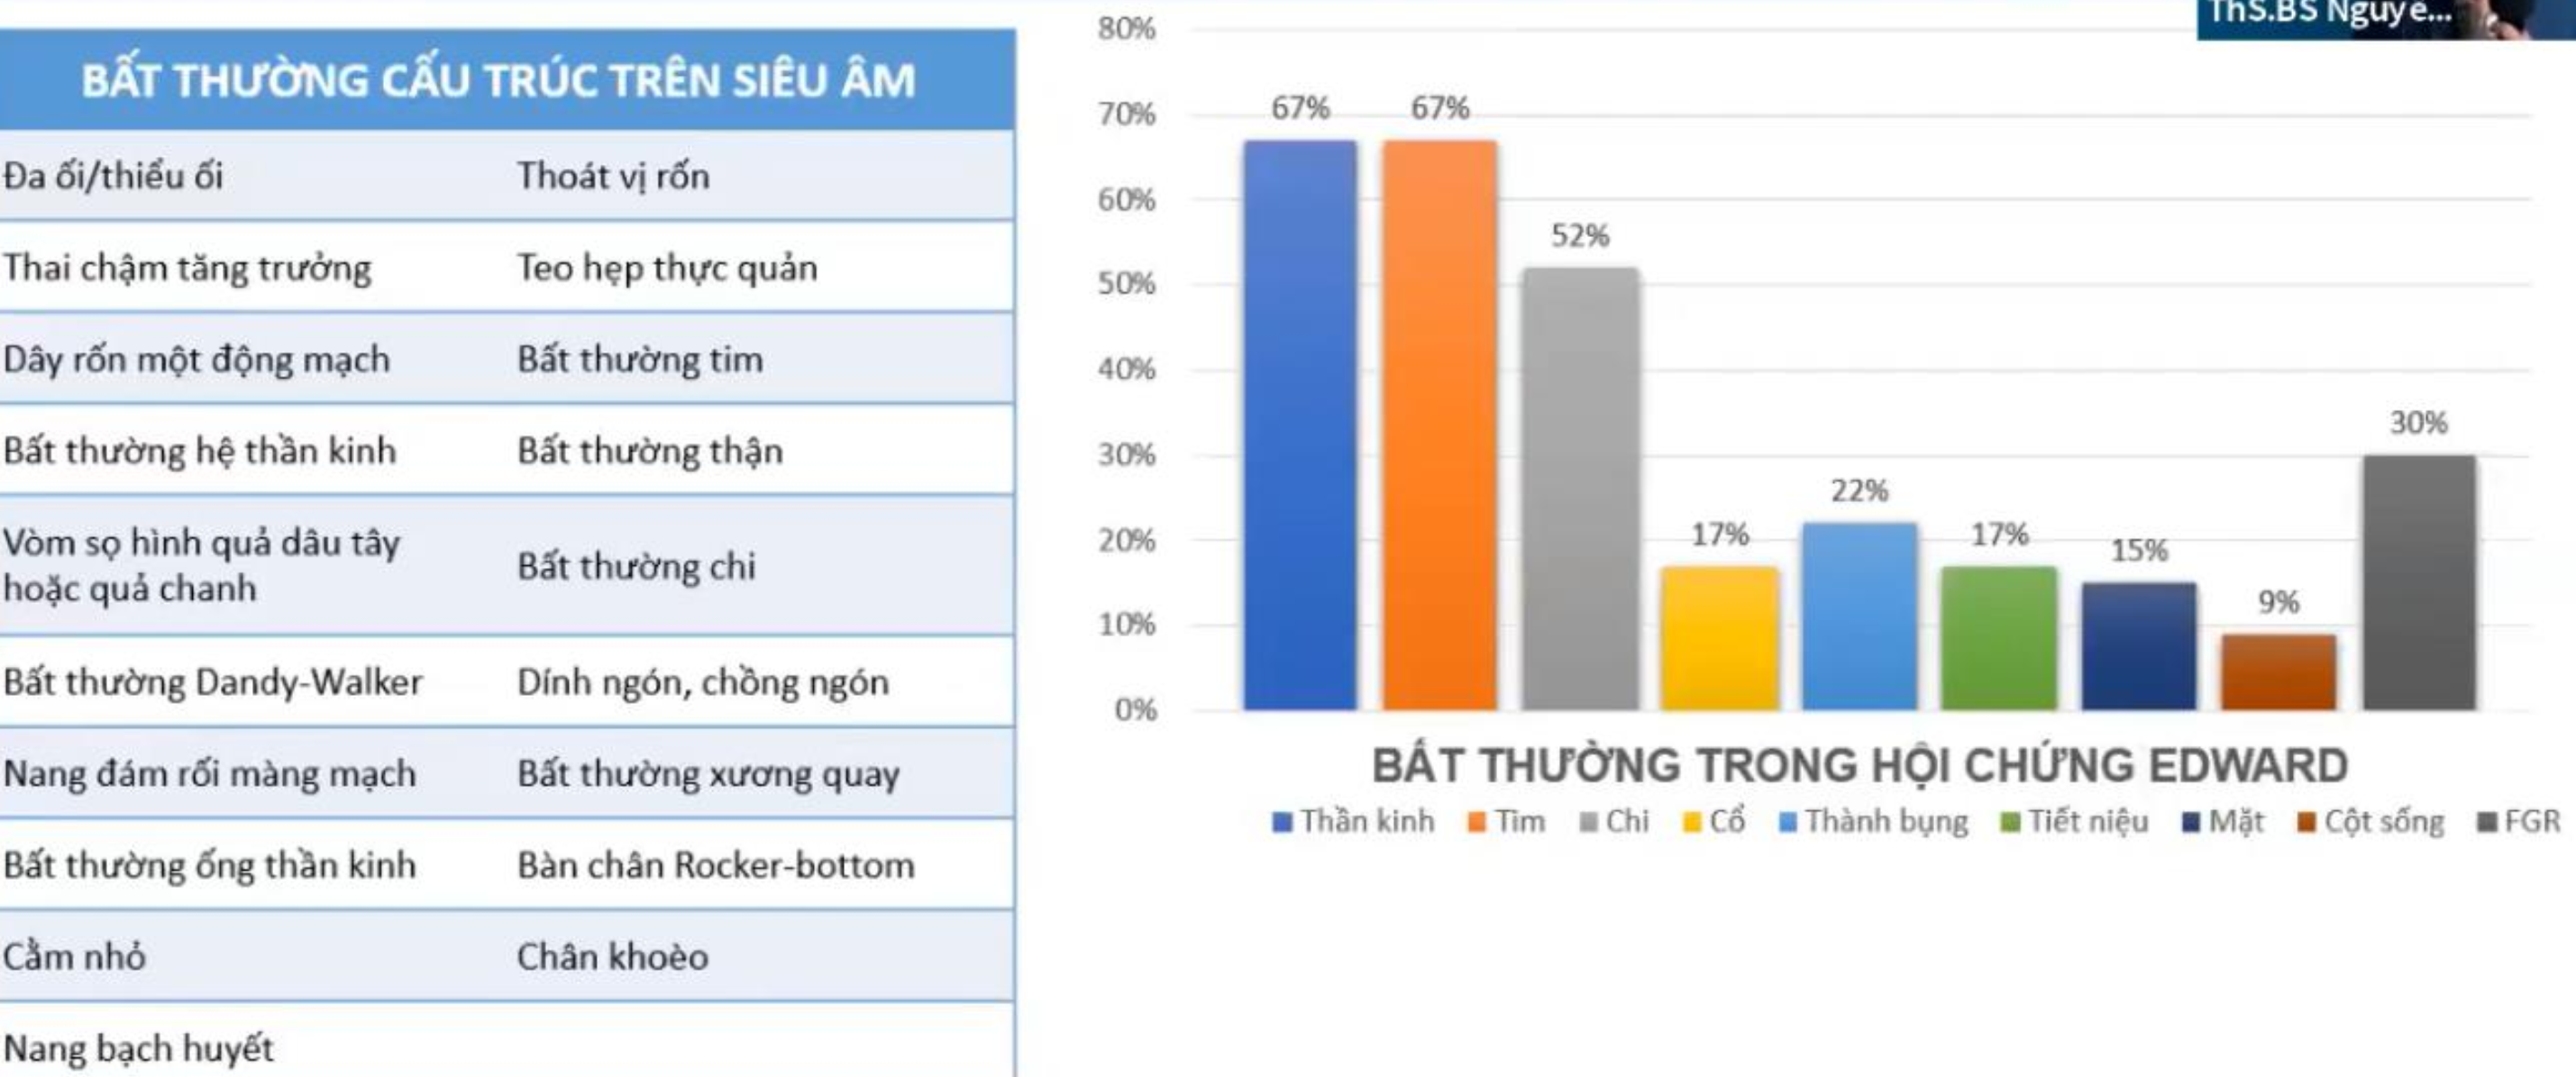 ThS.BS Nguyê...
BẤT THƯỜNG CẤU TRÚC TRÊN SIÊU ÂM
Đa ối/thiểu ối Thoát vị rốn
Thai chậm tăng trưởng Teo hẹp thực quản
Dây rốn một động mạch Bất thường tim
Bất thường hệ thần kinh Bất thường thận
Vòm sọ hình quả dâu tây
hoặc quả chanh
Bất thường chi
Bất thường Dandy-Walker Dính ngón, chồng ngón
Nang đám rối màng mạch Bất thường xương quay
Bất thường ống thần kinh Bàn chân Rocker-bottom
Cằm nhỏ Chân khoèo
Nang bạch huyết
80%
70%
60%
50%
40%
30%
20%
10%
0%
67% 67% 52% 17% 22% 17% 15% 9% 30%
BẤT THƯỜNG TRONG HỘI CHỨNG EDWARD
Thần kinh Tim Chi Cổ Thành bụng Tiết niệu Mặt Cột sống FGR